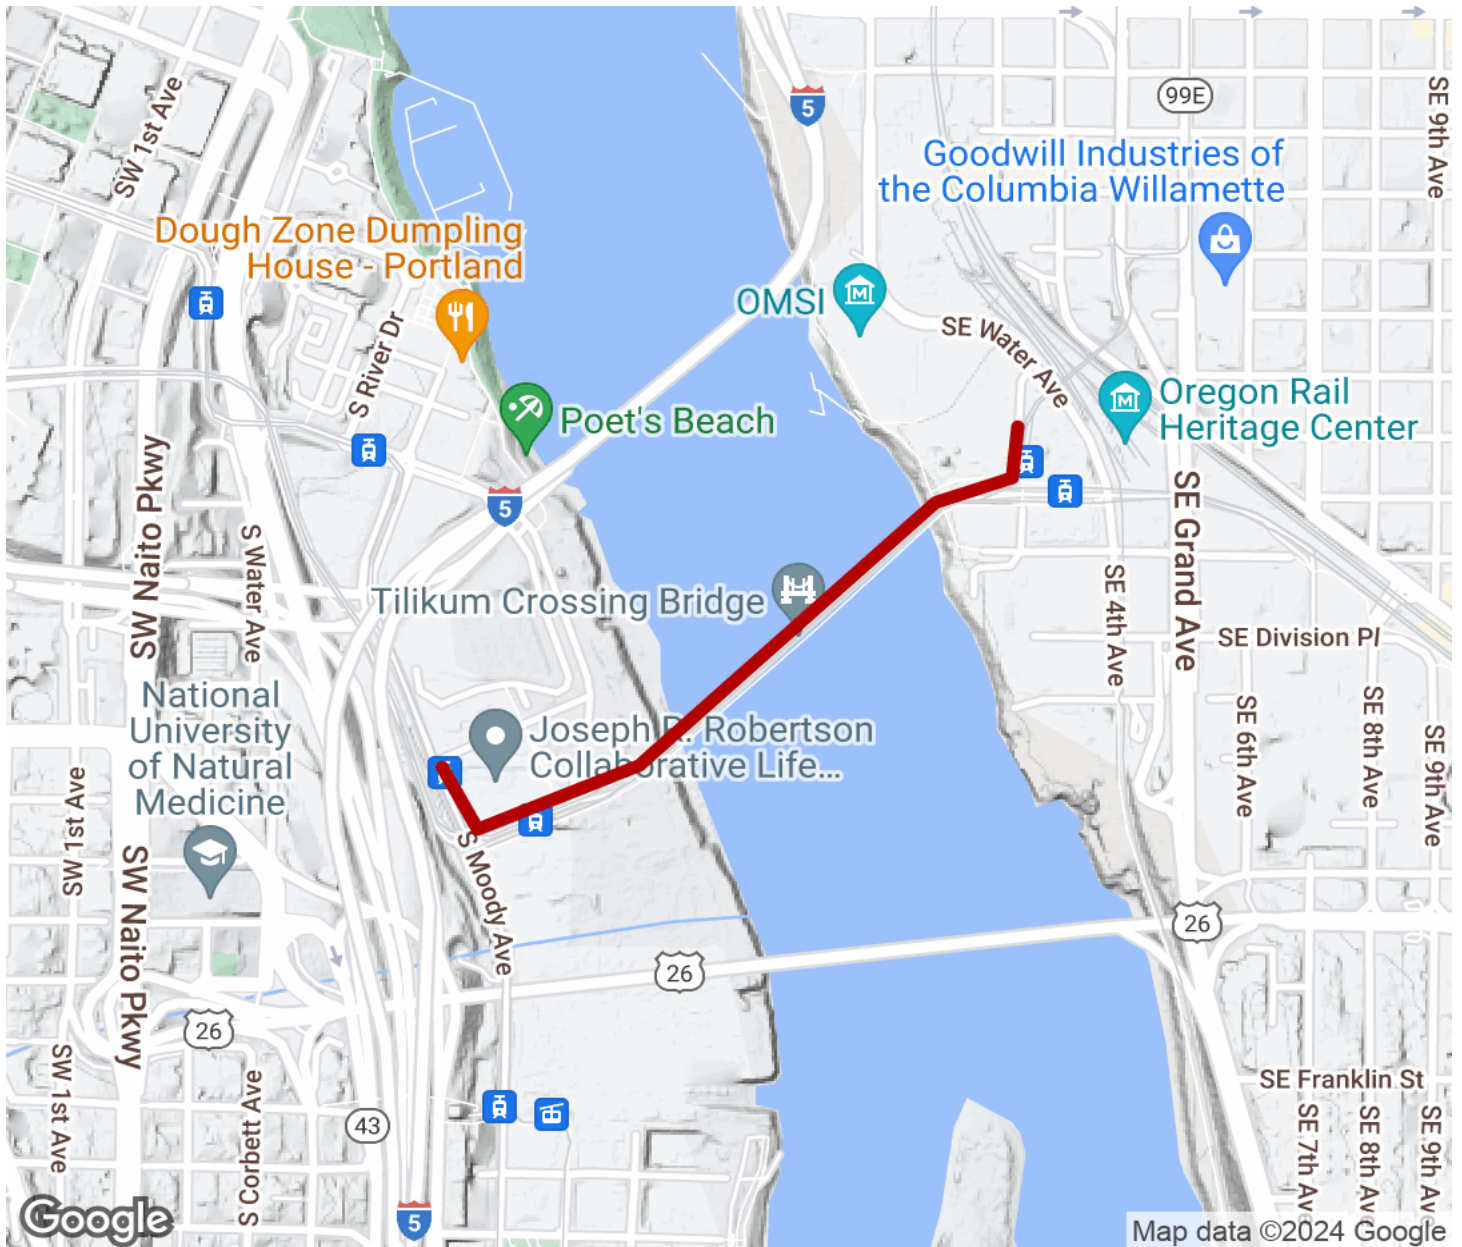 SW 1st Ave
5
99E
SE 9th Ave
Goodwill Industries of
the Columbia Willamette
Dough Zone Dumpling
House - Portland
OMSI
SE Water Ave
S River Dr
Poet's Beach
Oregon Rail
Heritage Center
SW Naito Pkwy
5
S Water Ave
SE Grand Ave
Tilikum Crossing Bridge
SE 4th Ave
SE Division Pl
National
University
of Natural
Medicine
Joseph R. Robertson
Collaborative Life...
SE 6th Ave
SE 8th Ave
SE 9th Ave
SW 1st Ave
SW Naito Pkwy
S Moody Ave
26
26
26
SW 1st Ave
S Corbett Ave
43
SE Franklin St
SE 7th Ave
SE 8th Ave
SE 9th Ave
5
Google
Map data ©2024 Google